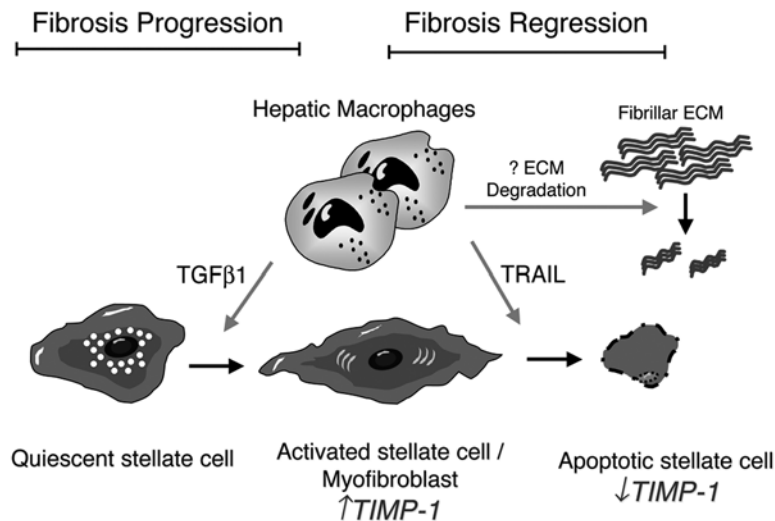 Fibrosis Progression
Fibrosis Regression
Hepatic Macrophages
Fibrillar ECM
? ECM
Degradation
TGFβ1
TRAIL
Quiescent stellate cell
Activated stellate cell /
Myofibroblast
↑TIMP-1
Apoptotic stellate cell
↓TIMP-1